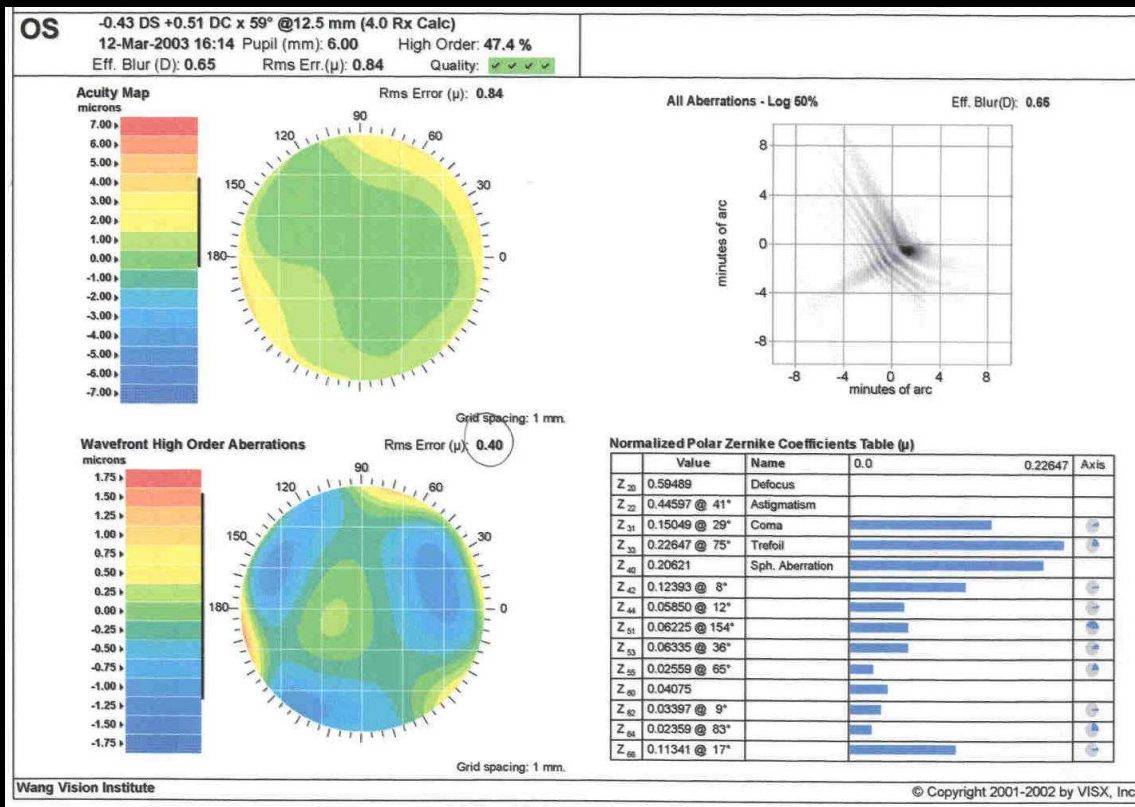 OS
-0.43 DS +0.51 DC x 59° @12.5 mm (4.0 Rx Calc)
12-Mar-2003 16:14 Pupil (mm): 6.00 High Order: 47.4 %
Eff. Blur (D): 0.65 Rms Err.(µ): 0.84 Quality: ✓ ✓ ✓ ✓
Acuity Map
microns
Rms Error (µ): 0.84
7.00
6.00
5.00
4.00
3.00
2.00
1.00
0.00
-1.00
-2.00
-3.00
-4.00
-5.00
-6.00
-7.00
90
120 60
150 30
180 0
Grid spacing: 1 mm.
All Aberrations - Log 50% Eff. Blur(D): 0.65
minutes of arc
8
4
0
-4
-8
-8 -4 0 4 8
minutes of arc
Wavefront High Order Aberrations
microns
Rms Error (µ): 0.40
1.75
1.50
1.25
1.00
0.75
0.50
0.25
0.00
-0.25
-0.50
-0.75
-1.00
-1.25
-1.50
-1.75
90
120 60
150 30
180 0
Grid spacing: 1 mm.
Normalized Polar Zernike Coefficients Table (µ)
Value Name 0.0 0.22647 Axis
Z20 0.59489 Defocus
Z22 0.44597 @ 41° Astigmatism
Z31 0.15049 @ 29° Coma
Z33 0.22647 @ 75° Trefoil
Z40 0.20621 Sph. Aberration
Z42 0.12393 @ 8°
Z44 0.05850 @ 12°
Z51 0.06225 @ 154°
Z53 0.06335 @ 36°
Z55 0.02559 @ 65°
Z60 0.04075
Z62 0.03397 @ 9°
Z64 0.02359 @ 83°
Z66 0.11341 @ 17°
Wang Vision Institute
© Copyright 2001-2002 by VISX, Inc